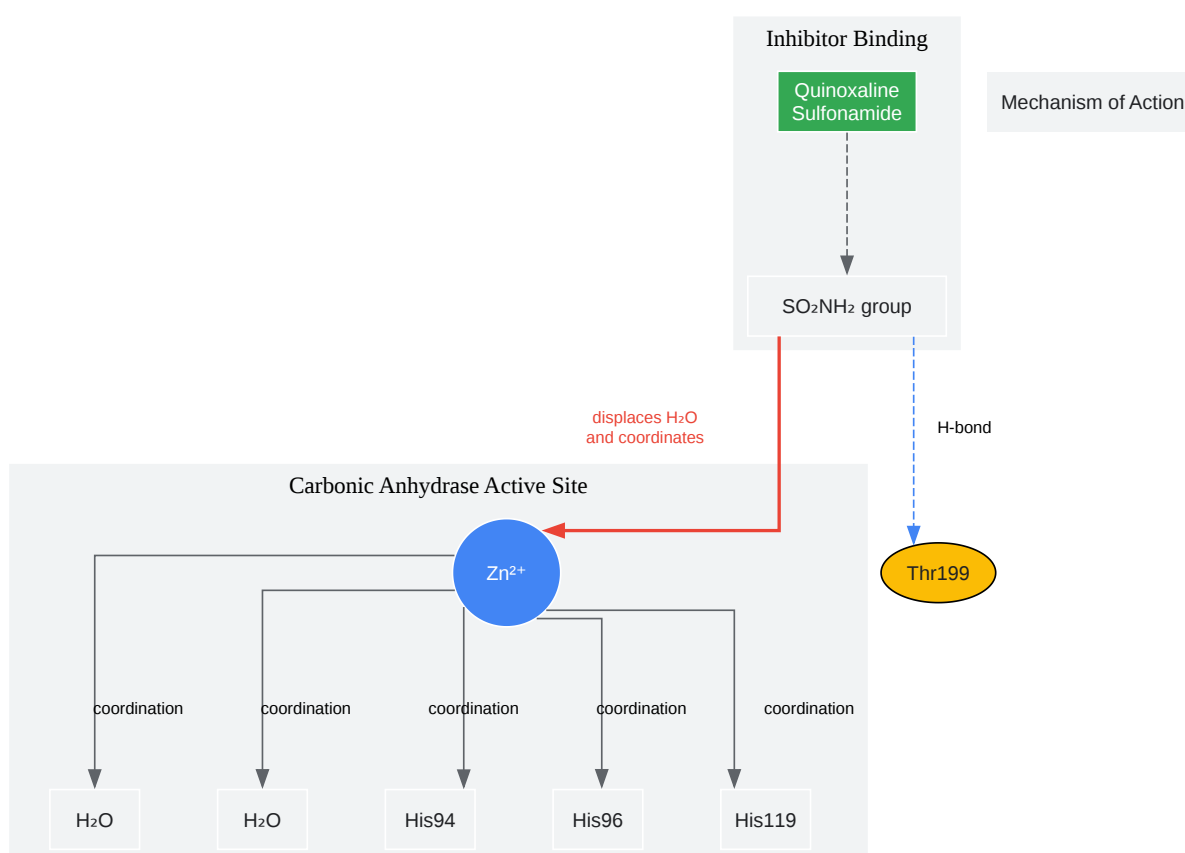 Inhibitor Binding
Quinoxaline
Sulfonamide
Mechanism of Action
SO₂NH₂ group
displaces H₂O
and coordinates
H-bond
Carbonic Anhydrase Active Site
Zn²⁺
Thr199
coordination
coordination
coordination
coordination
coordination
H₂O
H₂O
His94
His96
His119